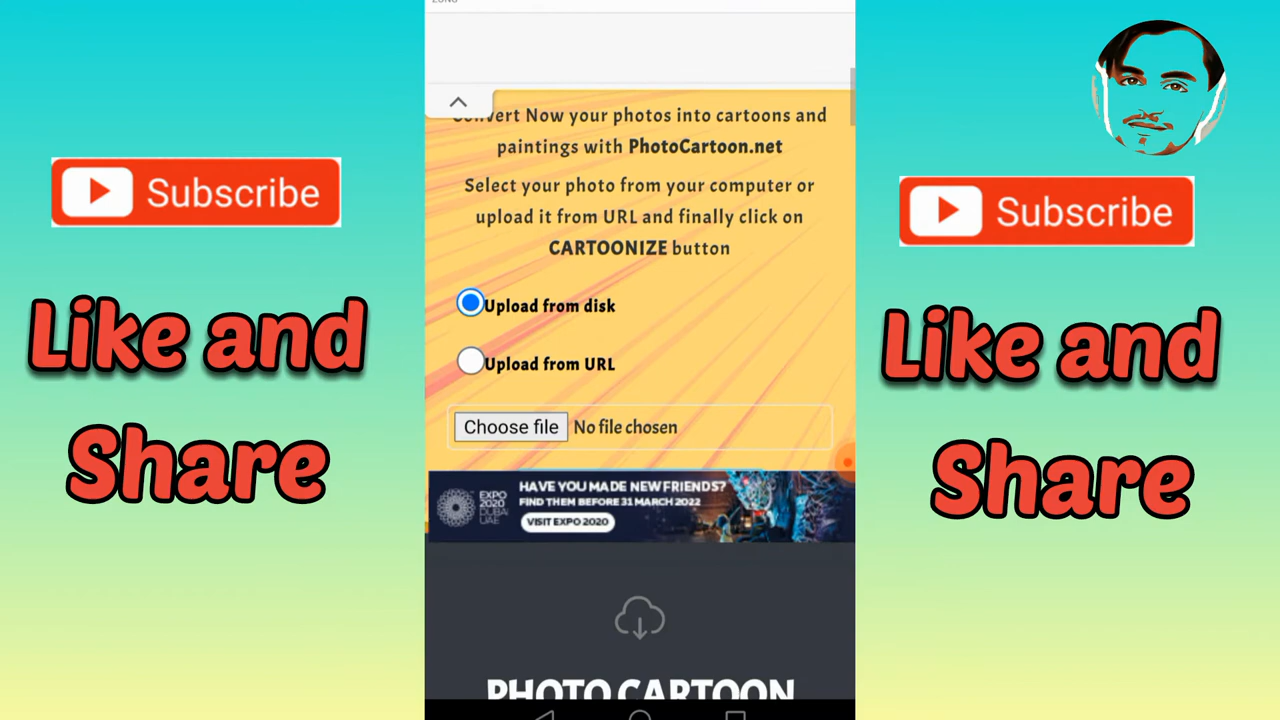 Subscribe
Like and
Share
Convert Now your photos into cartoons and
paintings with PhotoCartoon.net
Select your photo from your computer or
upload it from URL and finally click on
CARTOONIZE button
Upload from disk
Upload from URL
Choose file No file chosen
EXPO
2020
DUBAI
UAE
HAVE YOU MADE NEW FRIENDS?
FIND THEM BEFORE 31 MARCH 2022
VISIT EXPO 2020
PHOTO CARTOON
Subscribe
Like and
Share